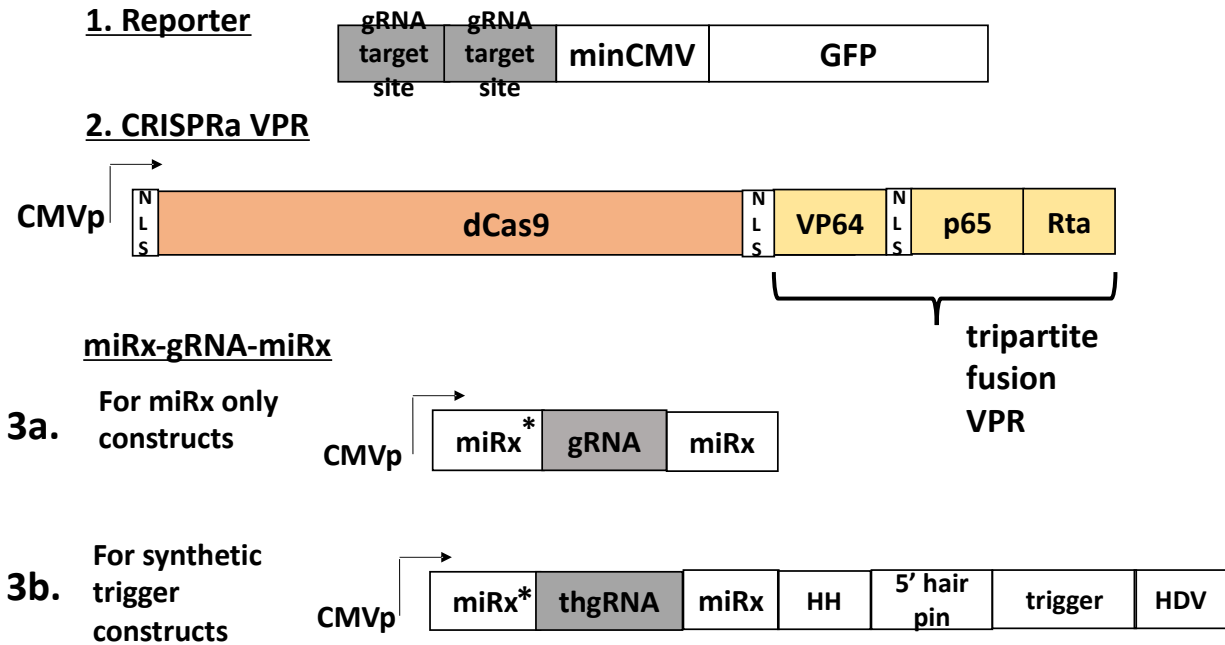 1. Reporter
gRNA
target
site
gRNA
target
site
minCMV
GFP
2. CRISPRa VPR
CMVp
N
L
S
dCas9
N
L
S
VP64
N
L
S
p65
Rta
tripartite
fusion
VPR
miRx-gRNA-miRx
3a.
For miRx only
constructs
CMVp
miRx*
gRNA
miRx
3b.
For synthetic
trigger
constructs
CMVp
miRx*
thgRNA
miRx
HH
5' hair
pin
trigger
HDV